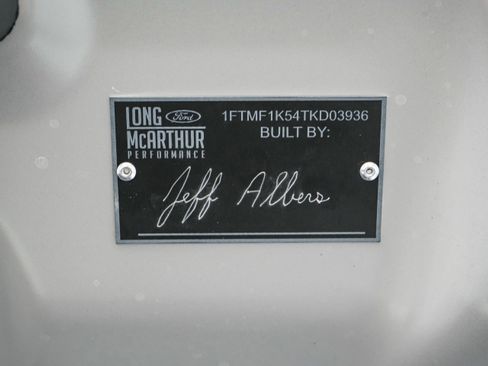 LONG Ford
McARTHUR
PERFORMANCE
1FTMF1K54TKD03936
BUILT BY:
Jeff Albers